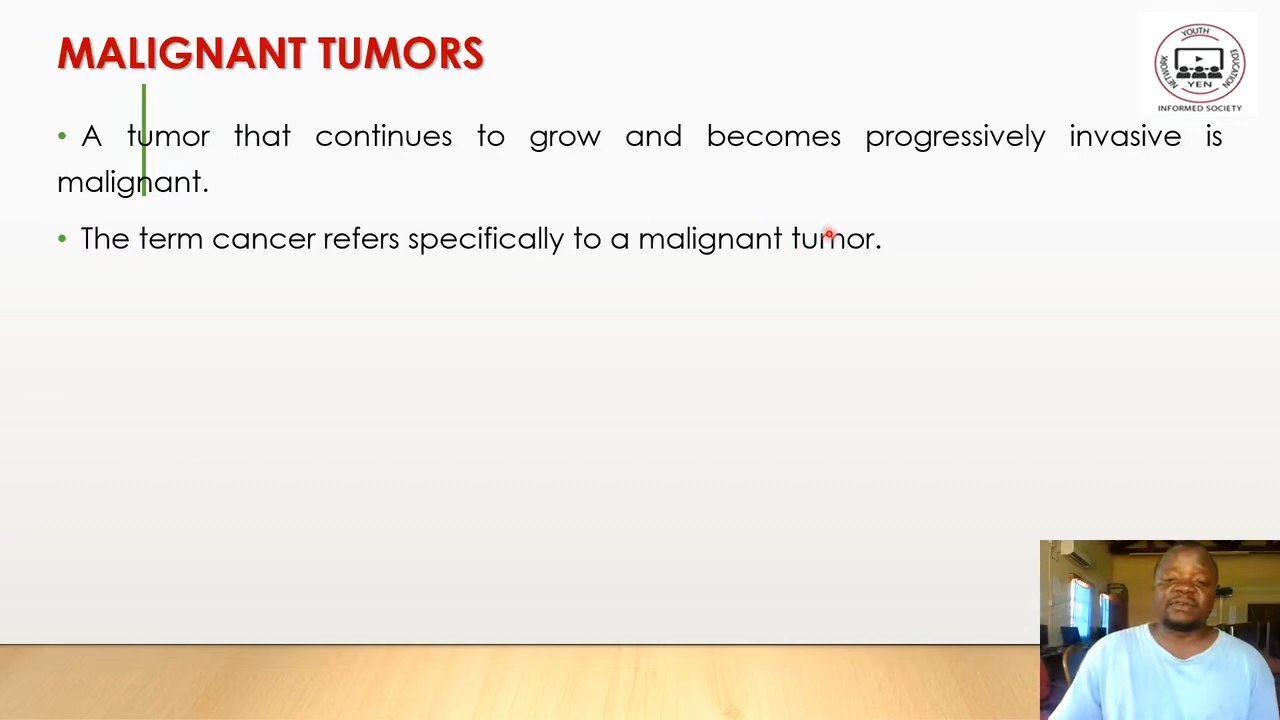 MALIGNANT TUMORS
• A tumor that continues to grow and becomes progressively invasive is
malignant.
• The term cancer refers specifically to a malignant tumor.
YOUTH
EDUCATION
NETWORK
YEN
INFORMED SOCIETY